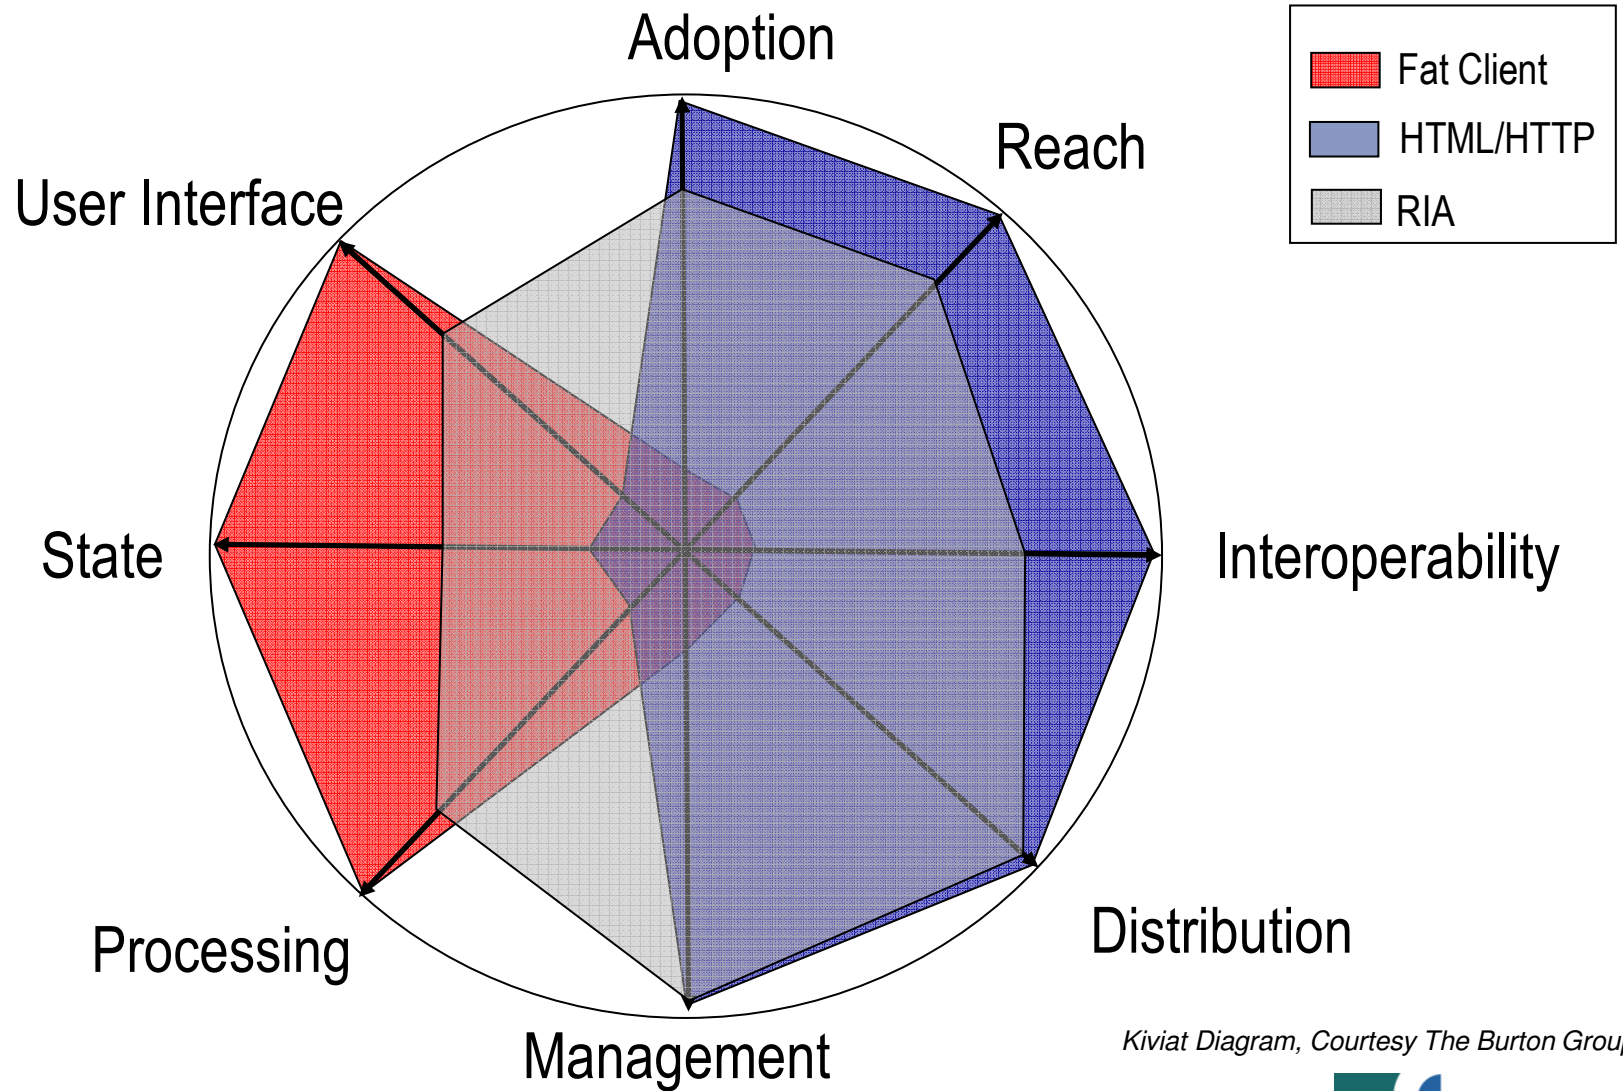 Adoption
Reach
User Interface
State
Interoperability
Processing
Distribution
Management
Fat Client
HTML/HTTP
RIA
Kiviat Diagram, Courtesy The Burton Group